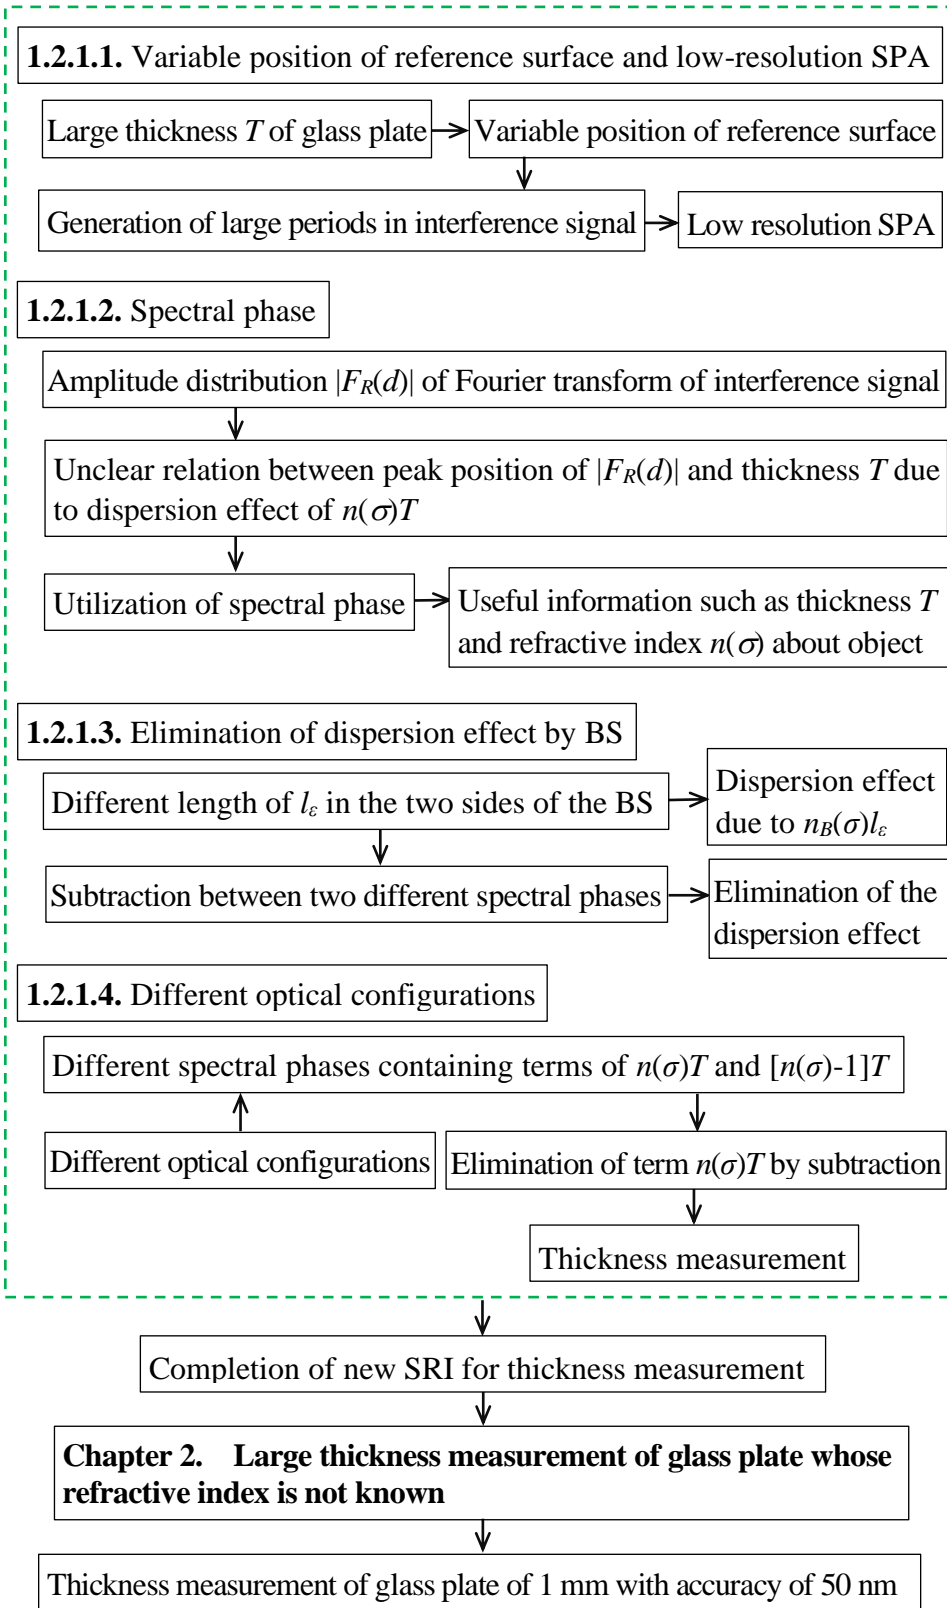 1.2.1.1. Variable position of reference surface and low-resolution SPA
Large thickness T of glass plate
Variable position of reference surface
Generation of large periods in interference signal
Low resolution SPA
1.2.1.2. Spectral phase
Amplitude distribution |F_R(d)| of Fourier transform of interference signal
Unclear relation between peak position of |F_R(d)| and thickness T due
to dispersion effect of n(σ)T
Utilization of spectral phase
Useful information such as thickness T
and refractive index n(σ) about object
1.2.1.3. Elimination of dispersion effect by BS
Different length of l_ε in the two sides of the BS
Dispersion effect
due to n_B(σ)l_ε
Subtraction between two different spectral phases
Elimination of the
dispersion effect
1.2.1.4. Different optical configurations
Different spectral phases containing terms of n(σ)T and [n(σ)-1]T
Different optical configurations
Elimination of term n(σ)T by subtraction
Thickness measurement
Completion of new SRI for thickness measurement
Chapter 2. Large thickness measurement of glass plate whose
refractive index is not known
Thickness measurement of glass plate of 1 mm with accuracy of 50 nm